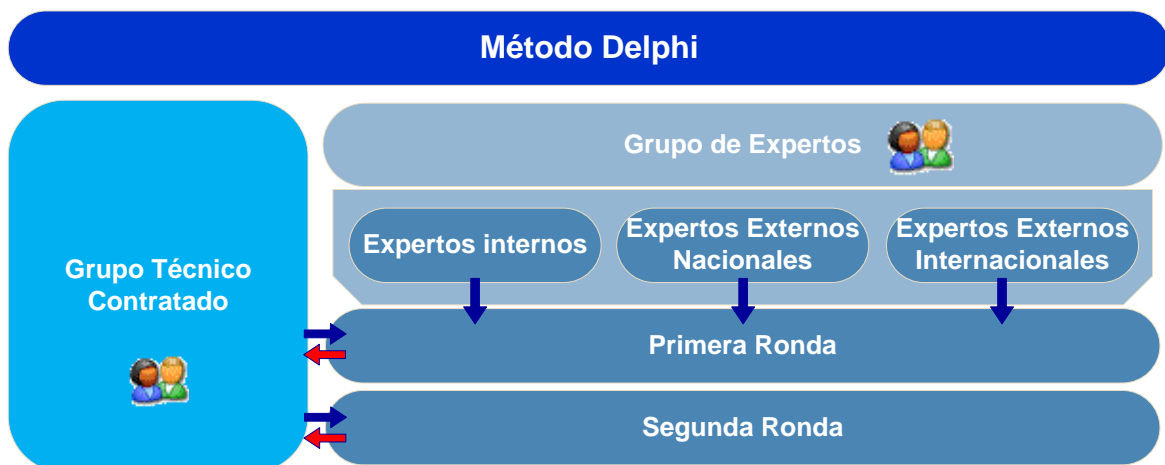 Método Delphi
Grupo de Expertos
Expertos internos
Expertos Externos
Nacionales
Expertos Externos
Internacionales
Grupo Técnico
Contratado
Primera Ronda
Segunda Ronda